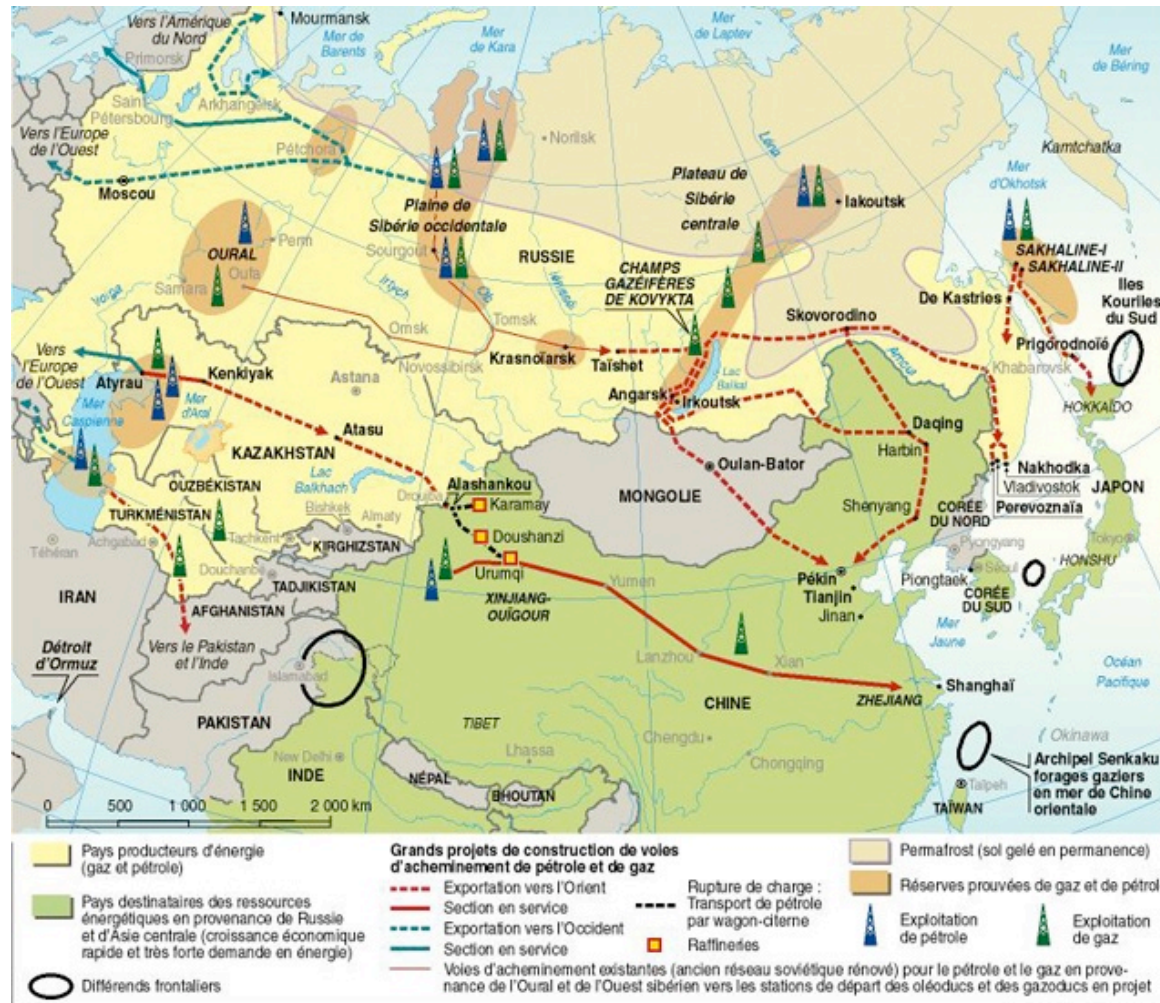 Vers l'Amérique
du Nord
Mourmansk
Mer de
Barents
Mer
de Kara
Mer
de Laptev
Mer
de Béring
Primorsk
Saint-
Pétersbourg
Arkhangelsk
Vers l'Europe
de l'Ouest
Petchora
Norilsk
Léna
Kamtchatka
Moscou
Plaine de
Sibérie occidentale
Plateau de
Sibérie
centrale
Iakoutsk
Mer
d'Okhotsk
OURAL
Perm
Sourgout
RUSSIE
SAKHALINE-I
SAKHALINE-II
Oufa
Samara
Volga
Irtych
Ob
Ienisseï
CHAMPS
GAZÉIFÈRES
DE KOVYKTA
De Kastries
Iles
Kouriles
du Sud
Omsk
Tomsk
Skovorodino
Prigorodnoïé
Vers
l'Europe
de l'Ouest
Novossibirsk
Krasnoïarsk
Taïshet
Lac
Baïkal
Amour
Khabarovsk
Atyrau
Kenkiyak
Astana
Angarsk
Irkoutsk
HOKKAÏDO
Mer
Caspienne
Mer
d'Aral
Atasu
Daqing
Harbin
KAZAKHSTAN
Oulan-Bator
Nakhodka
Vladivostok
Perevoznaïa
JAPON
Lac
Balkhach
Droujba
Alashankou
Karamay
MONGOLIE
OUZBÉKISTAN
Bishkek
Almaty
Shenyang
CORÉE
DU NORD
TURKMÉNISTAN
Doushanzi
Téhéran
Achgabad
Tachkent
KIRGHIZSTAN
Pyongyang
Tokyo
Douchanbé
Urumqi
Yumen
Pékin
Tianjin
Piongtaek
Séoul
HONSHU
TADJIKISTAN
XINJIANG-
OUÏGOUR
CORÉE
DU SUD
IRAN
AFGHANISTAN
Jinan
Mer
Jaune
Vers le Pakistan
et l'Inde
Détroit
d'Ormuz
Islamabad
Lanzhou
Xian
Océan
Pacifique
PAKISTAN
CHINE
ZHEJIANG
Shanghaï
TIBET
Okinawa
New Delhi
Lhassa
Chengdu
Chongqing
INDE
NÉPAL
BHOUTAN
Archipel Senkaku
forages gaziers
en mer de Chine
orientale
Taïpeh
TAÏWAN
0 500 1 000 1 500 2 000 km
Pays producteurs d'énergie
(gaz et pétrole)
Pays destinataires des ressources
énergétiques en provenance de Russie
et d'Asie centrale (croissance économique
rapide et très forte demande en énergie)
Différends frontaliers
Grands projets de construction de voies
d'acheminement de pétrole et de gaz
Exportation vers l'Orient
Section en service
Exportation vers l'Occident
Section en service
Rupture de charge :
Transport de pétrole
par wagon-citerne
Raffineries
Voies d'acheminement existantes (ancien réseau soviétique rénové) pour le pétrole et le gaz en prove-
nance de l'Oural et de l'Ouest sibérien vers les stations de départ des oléoducs et des gazoducs en projet
Permafrost (sol gelé en permanence)
Réserves prouvées de gaz et de pétrol
Exploitation
de pétrole
Exploitation
de gaz